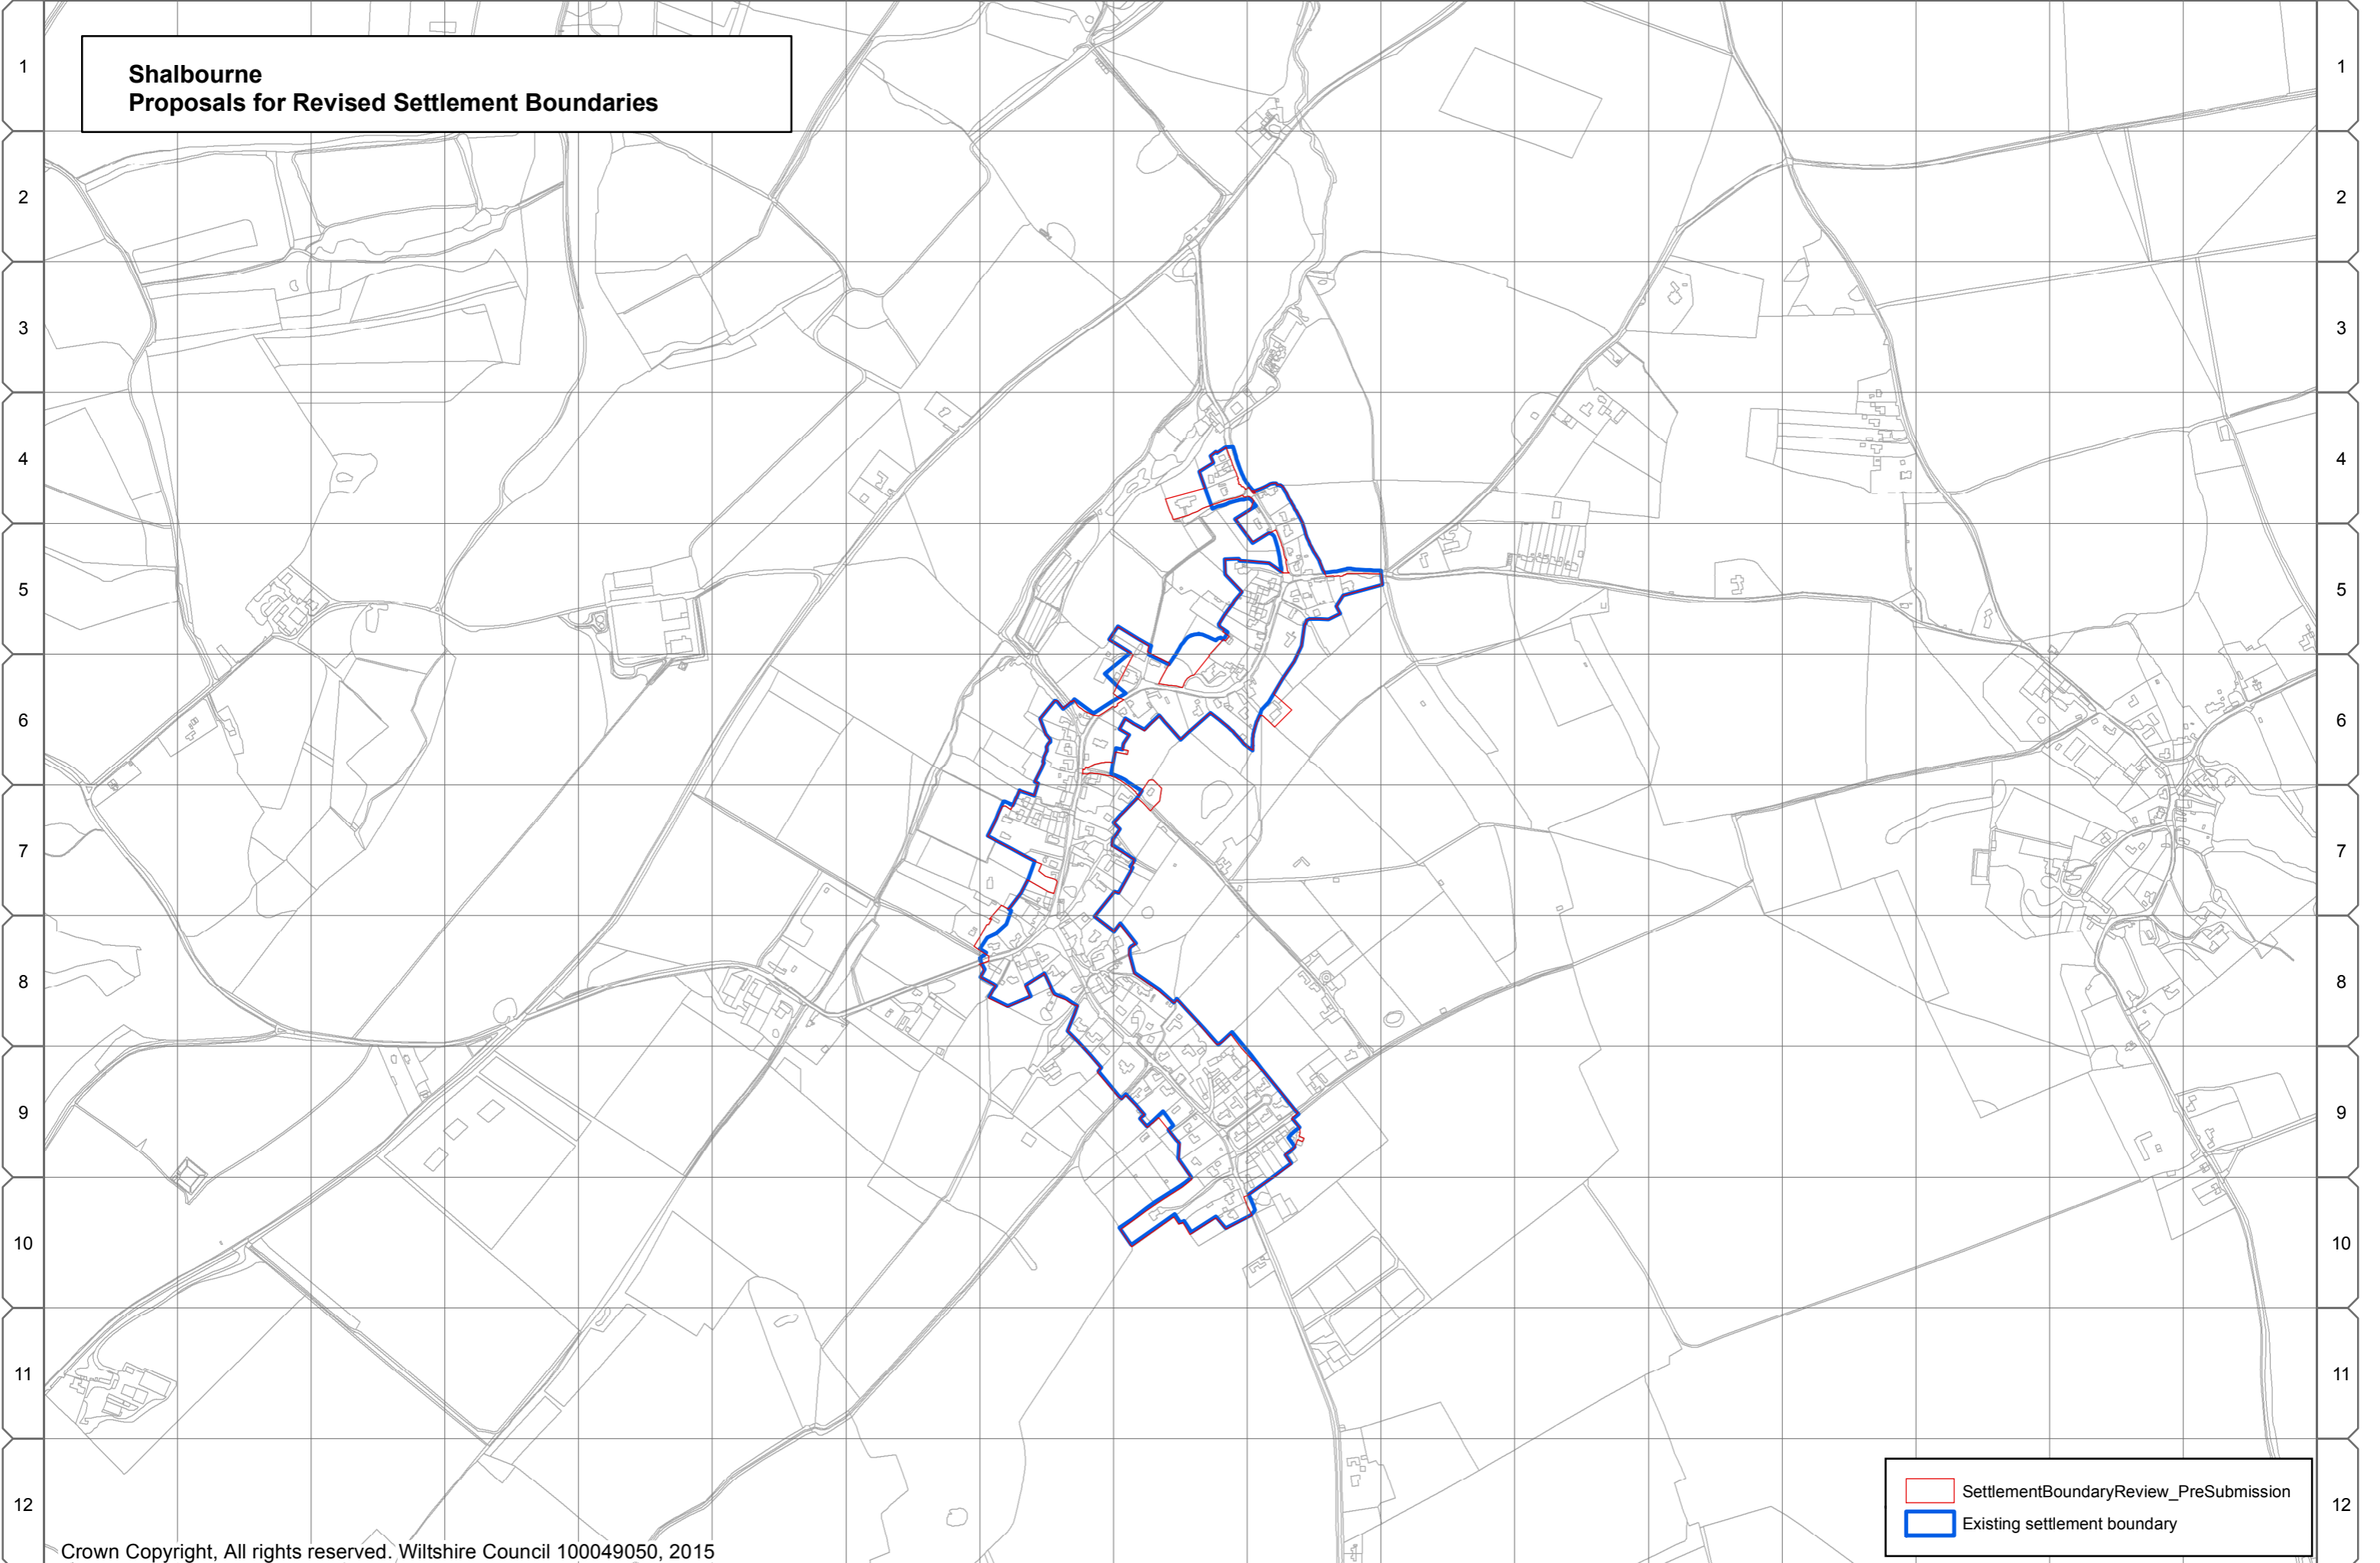 Shalbourne
Proposals for Revised Settlement Boundaries
1 1
2 2
3 3
4 4
5 5
6 6
7 7
8 8
9 9
10 10
11 11
12 12
SettlementBoundaryReview_PreSubmission
Existing settlement boundary
Crown Copyright, All rights reserved. Wiltshire Council 100049050, 2015